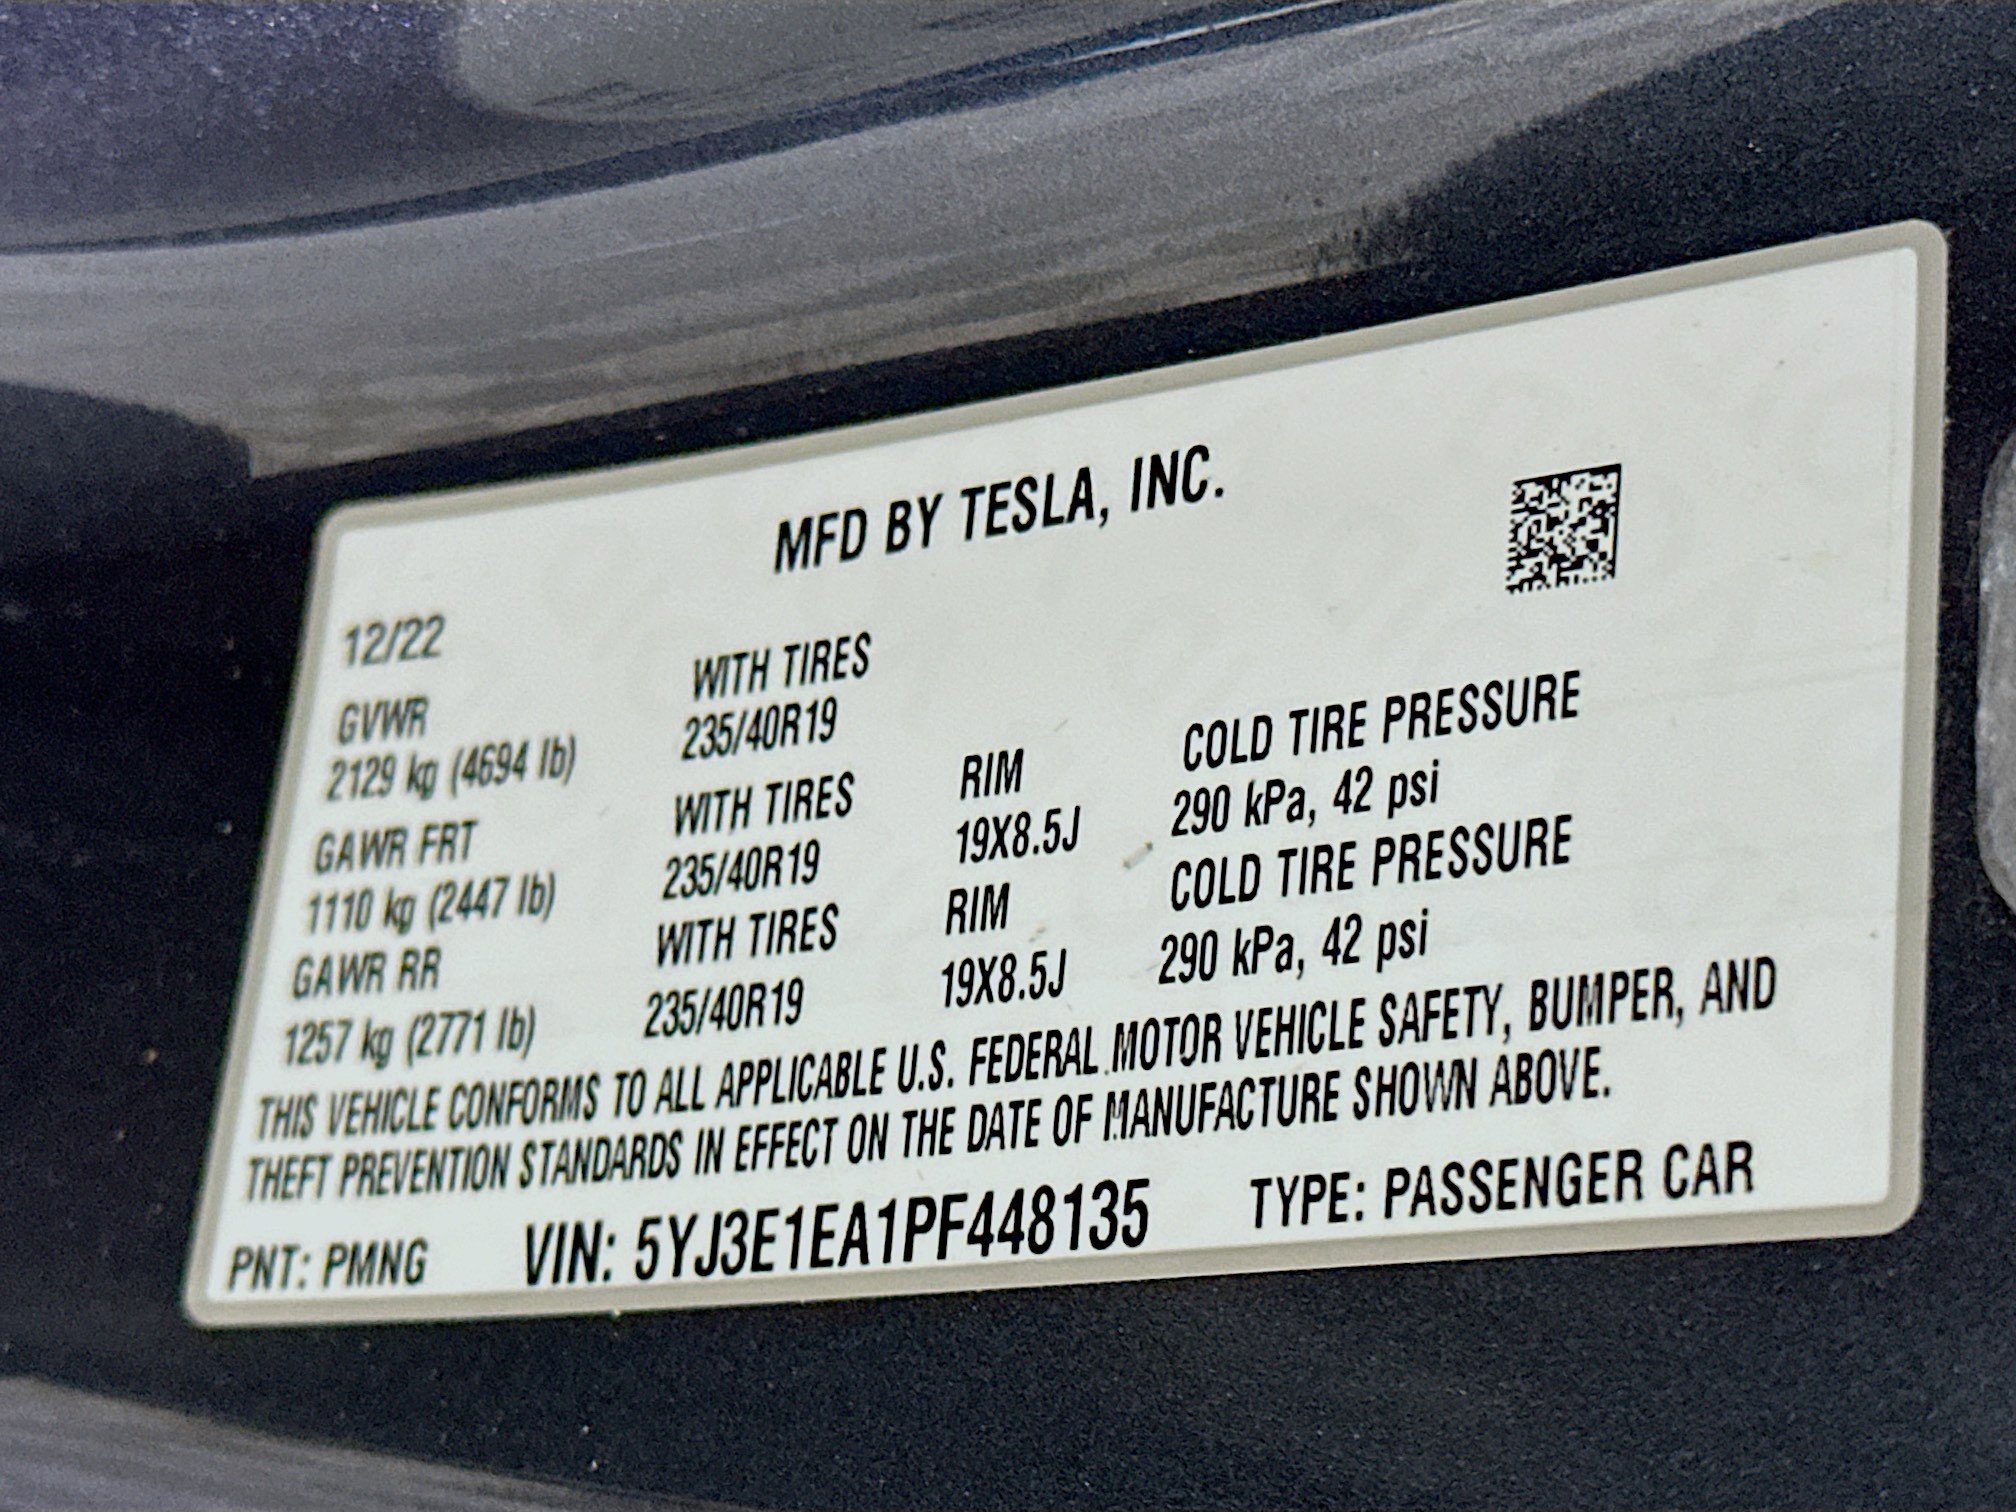 MFD BY TESLA, INC.
12/22
GVWR WITH TIRES
2129 kg (4694 lb) 235/40R19
GAWR FRT WITH TIRES RIM COLD TIRE PRESSURE
1110 kg (2447 lb) 235/40R19 19X8.5J 290 kPa, 42 psi
GAWR RR WITH TIRES RIM COLD TIRE PRESSURE
1257 kg (2771 lb) 235/40R19 19X8.5J 290 kPa, 42 psi
THIS VEHICLE CONFORMS TO ALL APPLICABLE U.S. FEDERAL MOTOR VEHICLE SAFETY, BUMPER, AND
THEFT PREVENTION STANDARDS IN EFFECT ON THE DATE OF MANUFACTURE SHOWN ABOVE.
PNT: PMNG VIN: 5YJ3E1EA1PF448135 TYPE: PASSENGER CAR